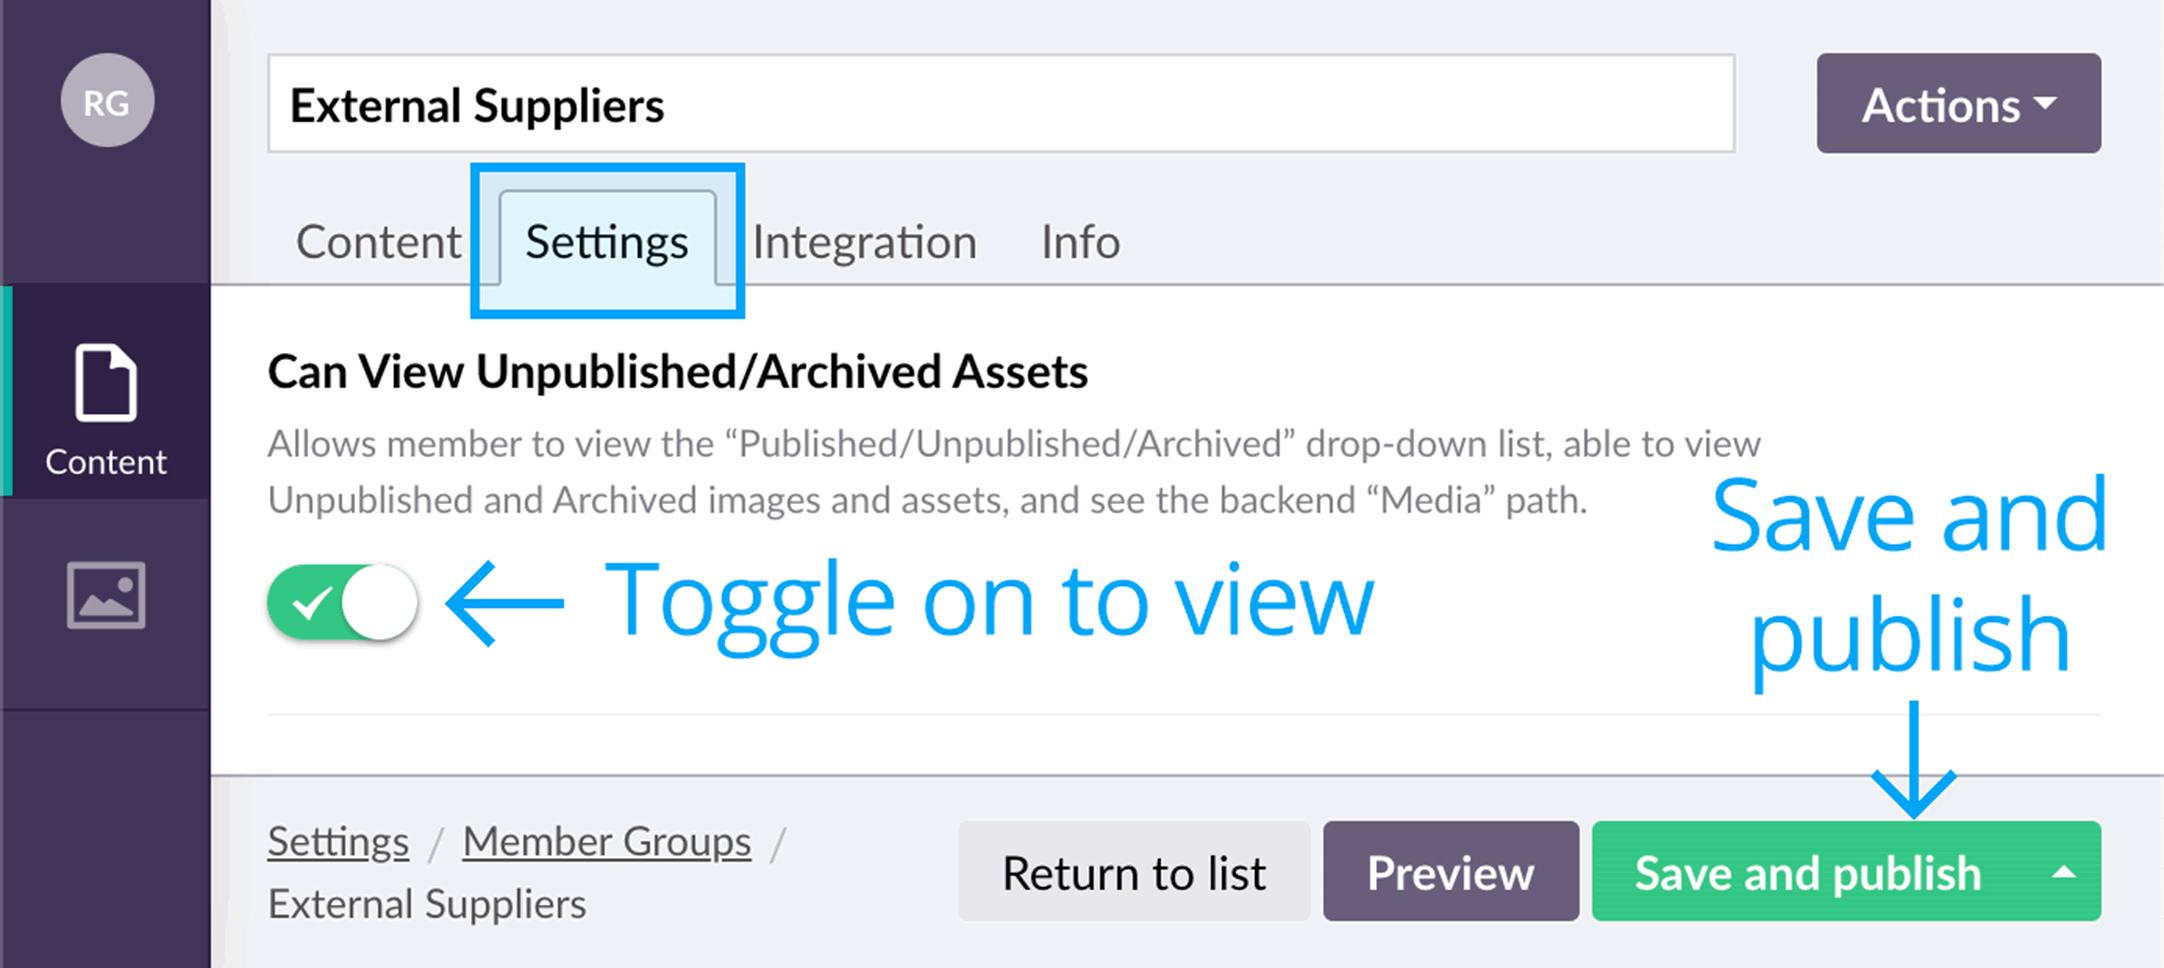 RG
External Suppliers
Actions
Content
Settings
Integration
Info
Content
Can View Unpublished/Archived Assets
Allows member to view the “Published/Unpublished/Archived” drop-down list, able to view
Unpublished and Archived images and assets, and see the backend “Media” path.
Toggle on to view
Save and
publish
Settings / Member Groups /
External Suppliers
Return to list
Preview
Save and publish